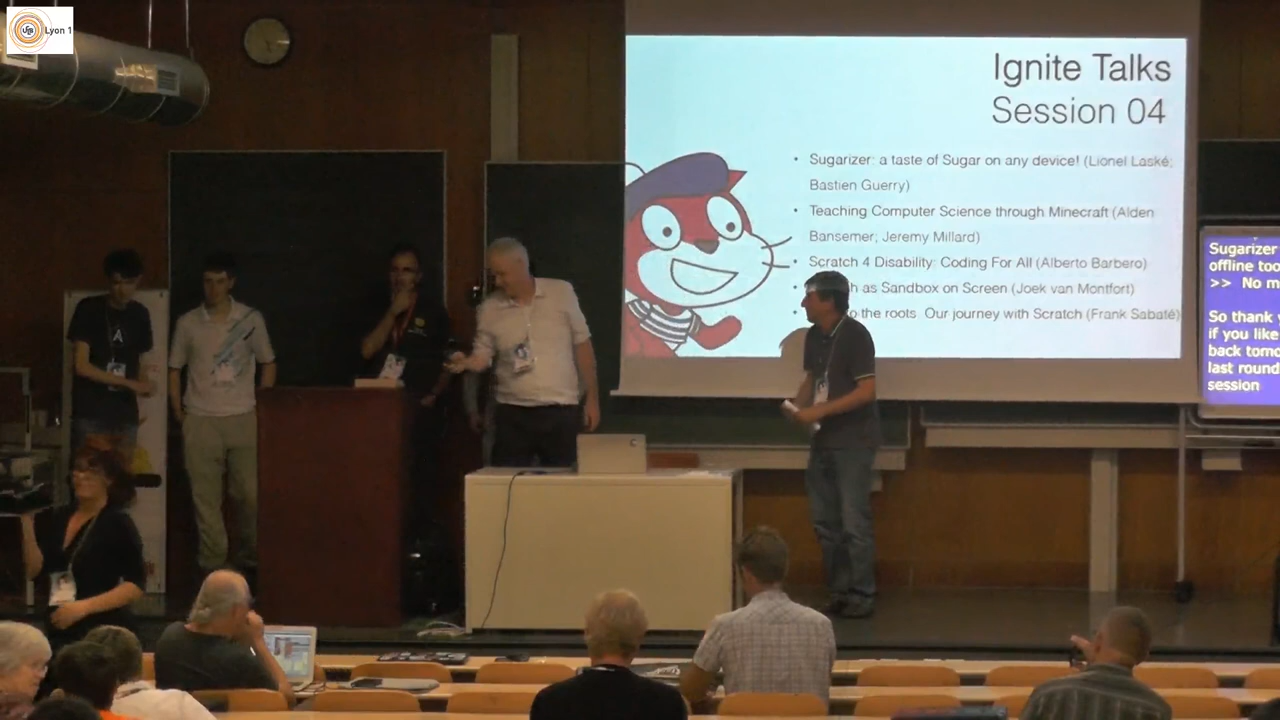 Lyon 1
Ignite Talks
Session 04
• Sugarizer: a taste of Sugar on any device! (Lionel Laské;
Bastien Guerry)
• Teaching Computer Science through Minecraft (Alden
Bansemer; Jeremy Millard)
• Scratch 4 Disability: Coding For All (Alberto Barbero)
• as Sandbox on Screen (Joek van Montfort)
• the roots Our journey with Scratch (Frank Sabaté)
Sugarizer
offline
>> No
So thank
if you like
back
last round
session
A